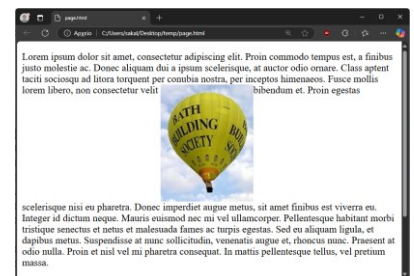 page.html
Apgoio | C:/Users/sakal/Desktop/temp/page.html
Lorem ipsum dolor sit amet, consectetur adipiscing elit. Proin commodo tempus est, a finibus
justo molestie ac. Donec aliquam dui a ipsum scelerisque, at auctor odio ornare. Class aptent
taciti sociosqu ad litora torquent per conubia nostra, per inceptos himenaeos. Fusce mollis
lorem libero, non consectetur velit bibendum et. Proin egestas
BATH
BUILDING
SOCIETY
scelerisque nisi eu pharetra. Donec imperdiet augue metus, sit amet finibus est viverra eu.
Integer id dictum neque. Mauris euismod nec mi vel ullamcorper. Pellentesque habitant morbi
tristique senectus et netus et malesuada fames ac turpis egestas. Sed eu aliquam ligula, et
dapibus metus. Suspendisse at nunc sollicitudin, venenatis augue et, rhoncus nunc. Praesent at
odio nulla. Proin et nisl vel mi pharetra consequat. In mattis pellentesque tellus, vel pretium
massa.